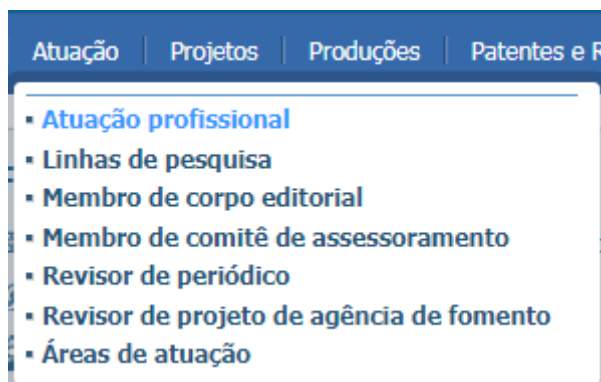 Atuação | Projetos | Produções | Patentes e R
▪ Atuação profissional
▪ Linhas de pesquisa
▪ Membro de corpo editorial
▪ Membro de comitê de assessoramento
▪ Revisor de periódico
▪ Revisor de projeto de agência de fomento
▪ Áreas de atuação